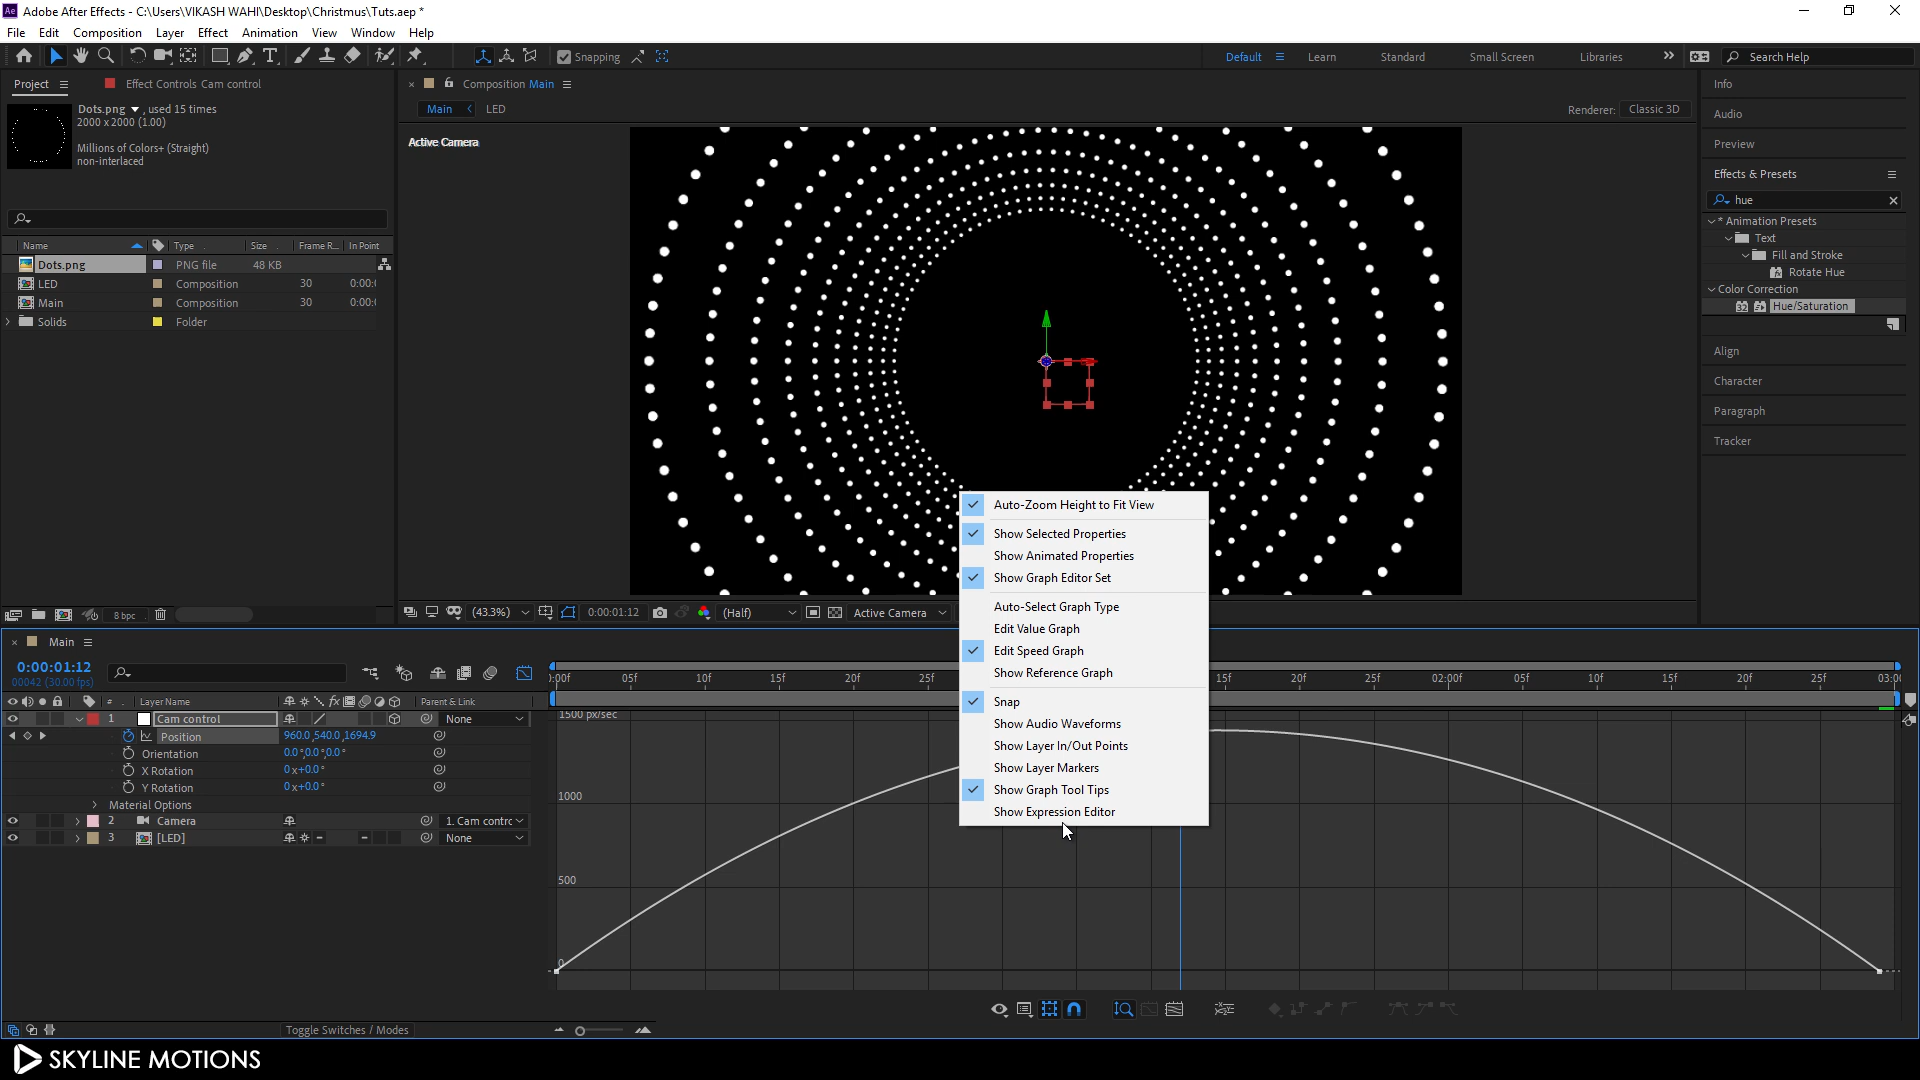 Ae Adobe After Effects - C:\Users\VIKASH WAHI\Desktop\Christmus\Tuts.aep *
File Edit Composition Layer Effect Animation View Window Help
Snapping Default Learn Standard Small Screen Libraries Search Help
Project Effect Controls Cam control
Composition Main
Info
Dots.png , used 15 times
2000 x 2000 (1.00)
Main LED
Renderer: Classic 3D
Audio
Millions of Colors+ (Straight)
non-interlaced
Active Camera
Preview
Effects & Presets
hue
* Animation Presets
Text
Fill and Stroke
Rotate Hue
Color Correction
32 Hue/Saturation
Align
Character
Paragraph
Tracker
Name Type Size Frame R... In Point
Dots.png PNG file 48 KB
LED Composition 30 0:00:(
Main Composition 30 0:00:(
Solids Folder
8 bpc
(43.3%) 0:00:01:12 (Half) Active Camera
Auto-Zoom Height to Fit View
Show Selected Properties
Show Animated Properties
Show Graph Editor Set
Auto-Select Graph Type
Edit Value Graph
Edit Speed Graph
Show Reference Graph
Snap
Show Audio Waveforms
Show Layer In/Out Points
Show Layer Markers
Show Graph Tool Tips
Show Expression Editor
Main
0:00:01:12
00042 (30.00 fps)
# Layer Name Parent & Link
:00f 05f 10f 15f 20f 25f 15f 20f 25f 02:00f 05f 10f 15f 20f 25f 03:00
1 Cam control None
Position 960.0,540.0,1694.9
Orientation 0.0°,0.0°,0.0°
X Rotation 0x+0.0°
Y Rotation 0x+0.0°
Material Options
2 Camera 1. Cam contrc
3 [LED] None
1500 px/sec
1000
500
0
Toggle Switches / Modes
SKYLINE MOTIONS